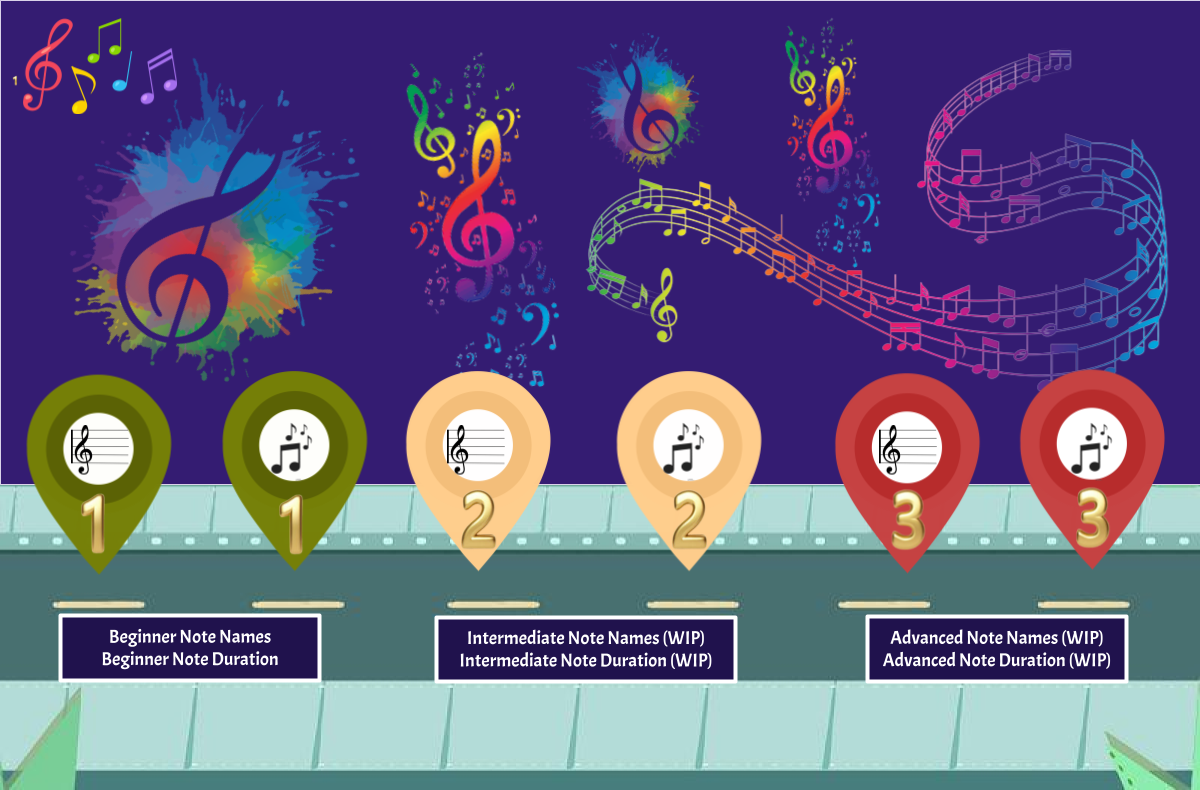 1
1
1
2
2
3
3
Beginner Note Names
Beginner Note Duration
Intermediate Note Names (WIP)
Intermediate Note Duration (WIP)
Advanced Note Names (WIP)
Advanced Note Duration (WIP)